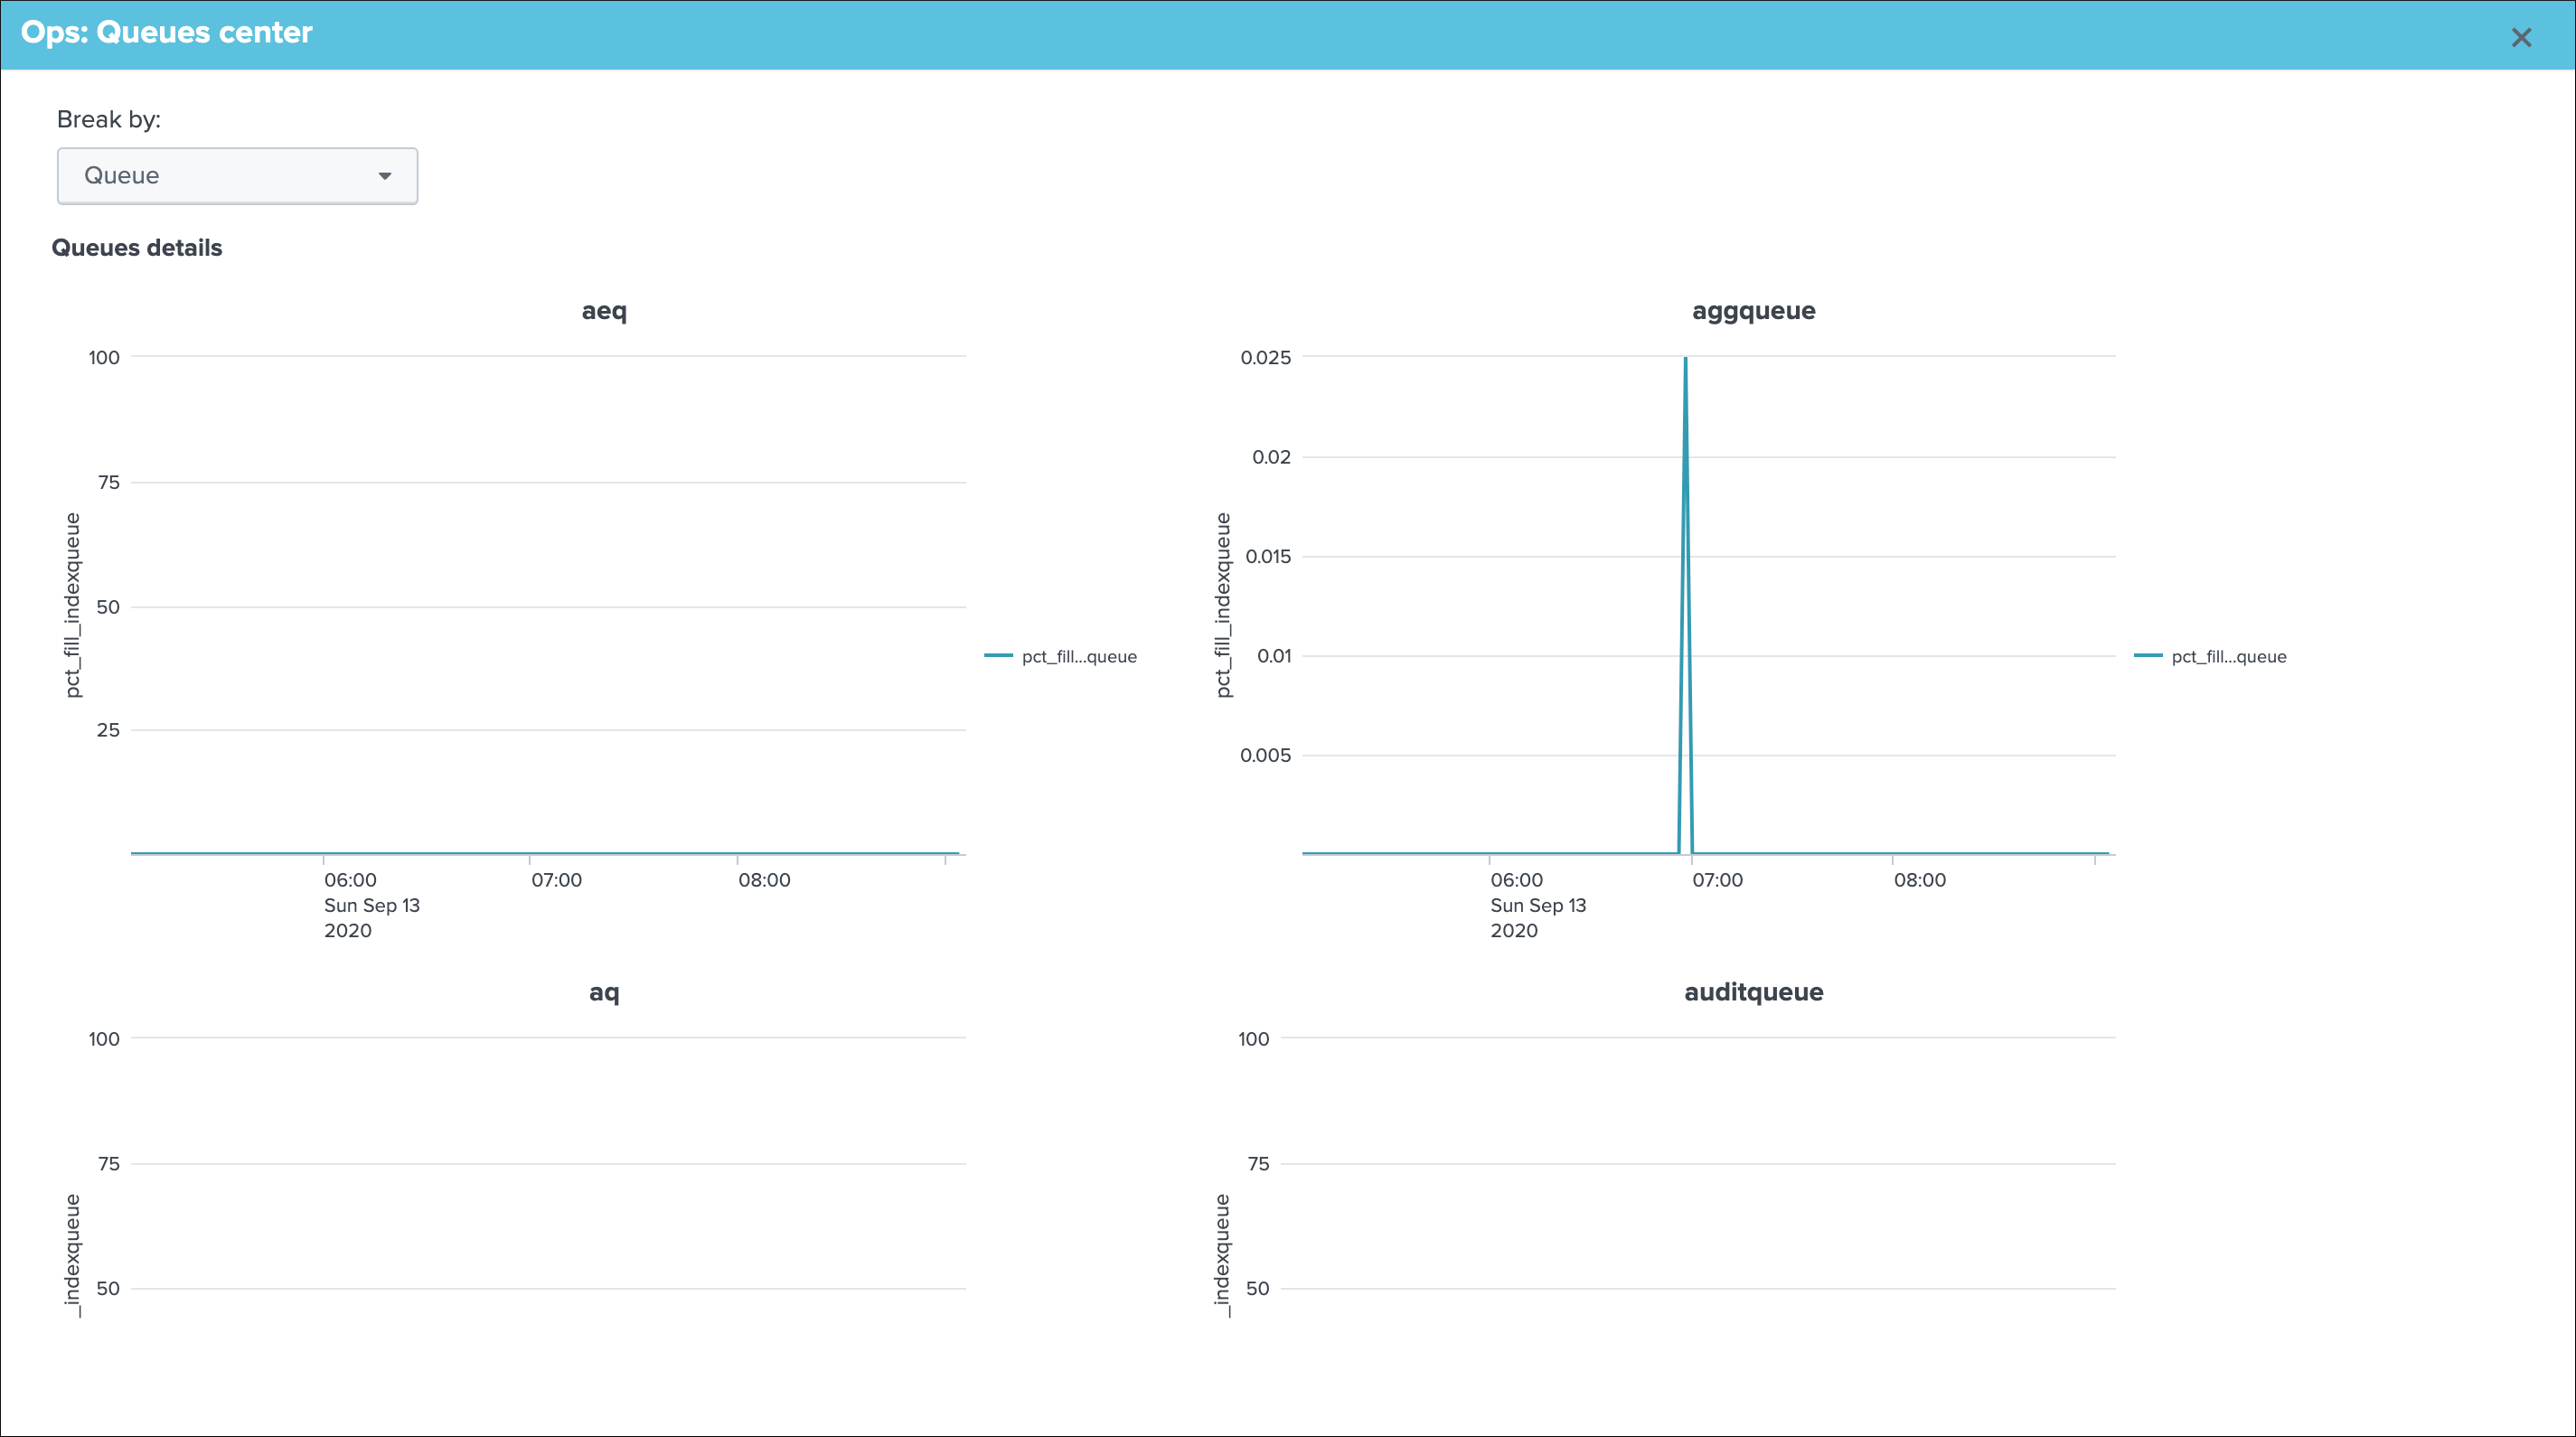 Ops: Queues center
Break by:
Queue
Queues details
aeq
100
75
50
25
pct_fill_indexqueue
06:00
Sun Sep 13
2020
07:00
08:00
pct_fill...queue
aggqueue
0.025
0.02
0.015
0.01
0.005
pct_fill_indexqueue
06:00
Sun Sep 13
2020
07:00
08:00
pct_fill...queue
aq
100
75
50
_indexqueue
auditqueue
100
75
50
_indexqueue